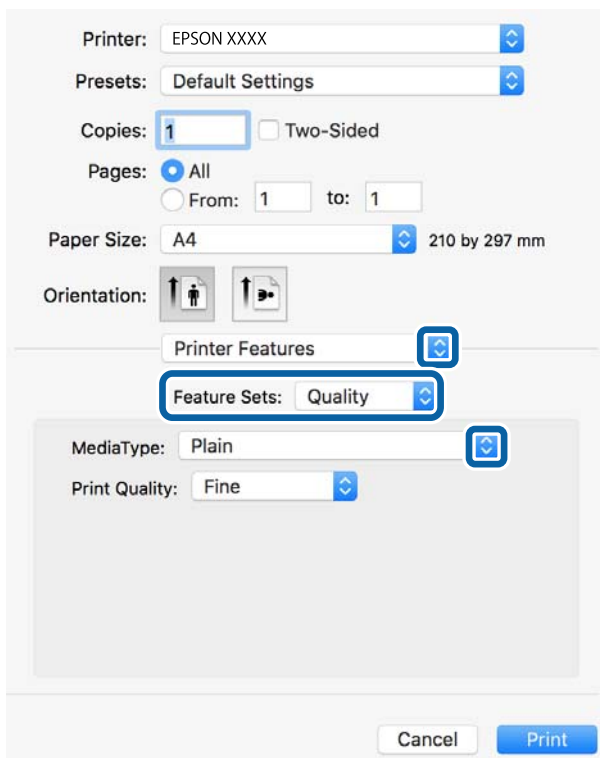 Printer: EPSON XXXX
Presets: Default Settings
Copies: 1 Two-Sided
Pages: All
From: 1 to: 1
Paper Size: A4 210 by 297 mm
Orientation:
Printer Features
Feature Sets: Quality
MediaType: Plain
Print Quality: Fine
Cancel Print